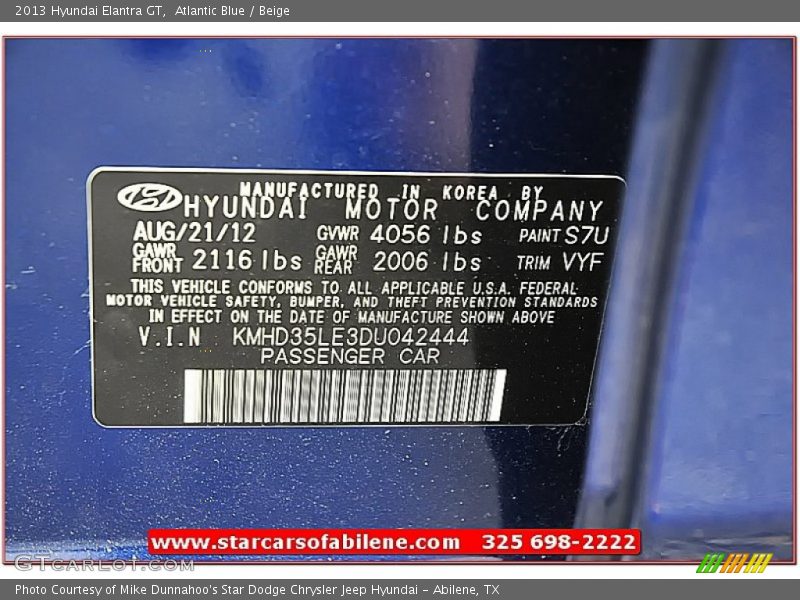 2013 Hyundai Elantra GT,  Atlantic Blue / Beige
MANUFACTURED IN KOREA BY
HYUNDAI MOTOR COMPANY
AUG/21/12 GVWR 4056 lbs PAINT S7U
GAWR FRONT 2116 lbs GAWR REAR 2006 lbs TRIM VYF
THIS VEHICLE CONFORMS TO ALL APPLICABLE U.S.A. FEDERAL
MOTOR VEHICLE SAFETY, BUMPER, AND THEFT PREVENTION STANDARDS
IN EFFECT ON THE DATE OF MANUFACTURE SHOWN ABOVE
V.I.N KMHD35LE3DU042444
PASSENGER CAR
www.starcarsofabilene.com 325 698-2222
GTCarLot.com
Photo Courtesy of Mike Dunnahoo's Star Dodge Chrysler Jeep Hyundai - Abilene, TX